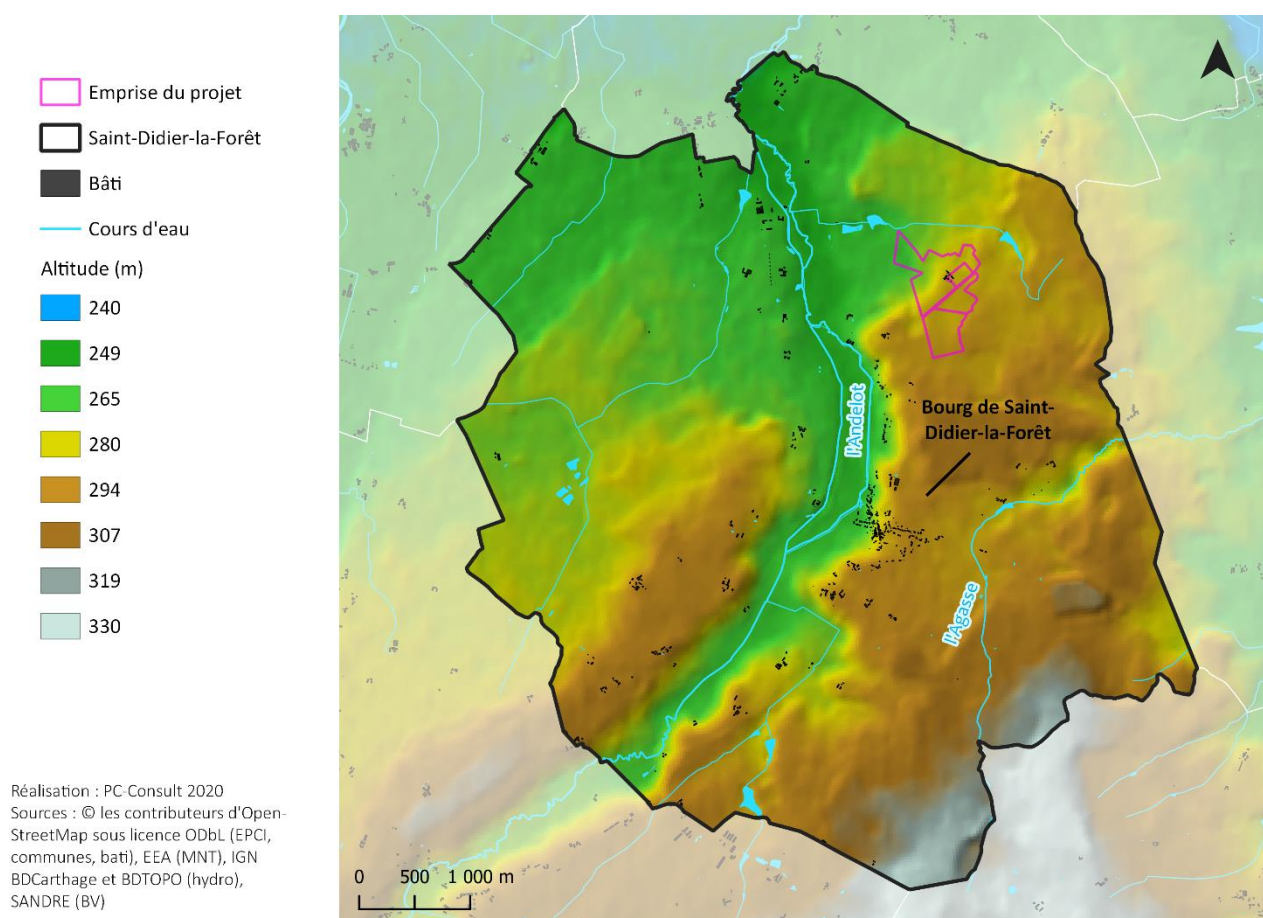 Emprise du projet
Saint-Didier-la-Forêt
Bâti
Cours d'eau
Altitude (m)
240
249
265
280
294
307
319
330
Réalisation : PC-Consult 2020
Sources : © les contributeurs d'Open-
StreetMap sous licence ODbL (EPCI,
communes, bati), EEA (MNT), IGN
BDCarthage et BDTOPO (hydro),
SANDRE (BV)
l'Andelot
Bourg de Saint-
Didier-la-Forêt
l'Agasse
0 500 1 000 m